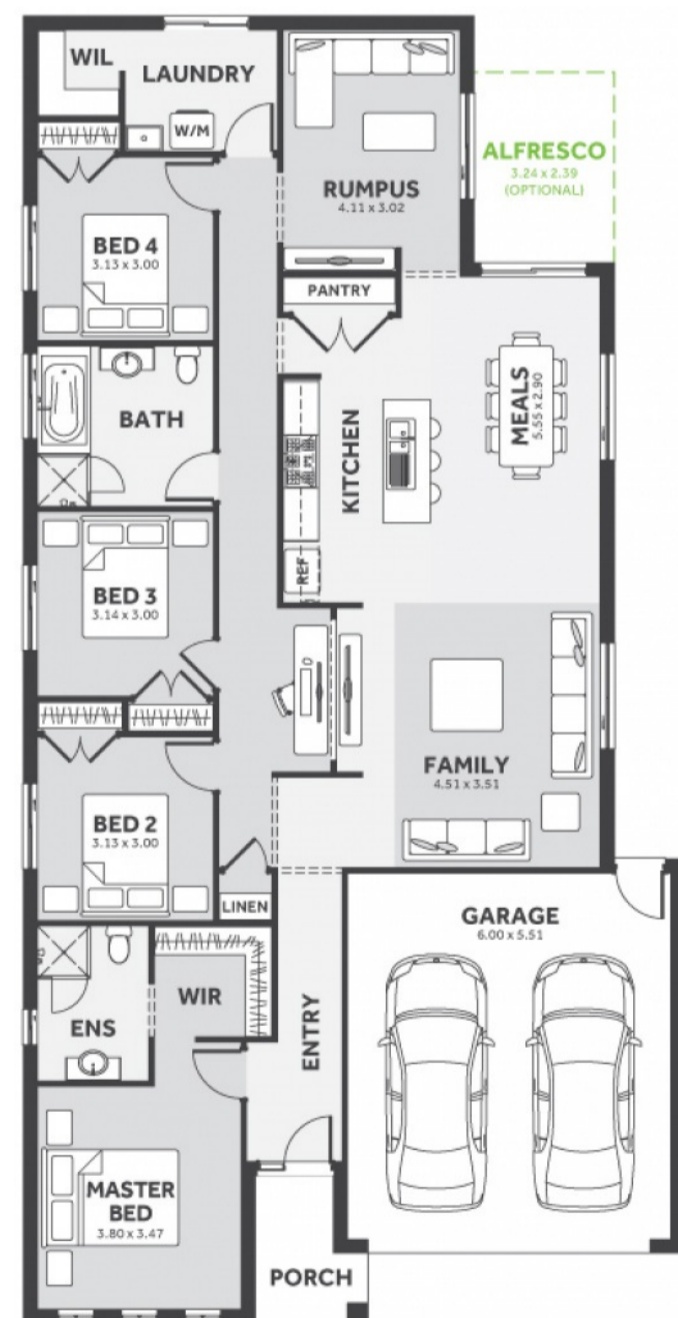 WIL
LAUNDRY
W/M
RUMPUS
4.11 x 3.02
ALFRESCO
3.24 x 2.39
(OPTIONAL)
BED 4
3.13 x 3.00
PANTRY
BATH
KITCHEN
MEALS
5.55 x 2.90
REF
BED 3
3.14 x 3.00
FAMILY
4.51 x 3.51
BED 2
3.13 x 3.00
LINEN
GARAGE
6.00 x 5.51
WIR
ENS
ENTRY
MASTER
BED
3.80 x 3.47
PORCH